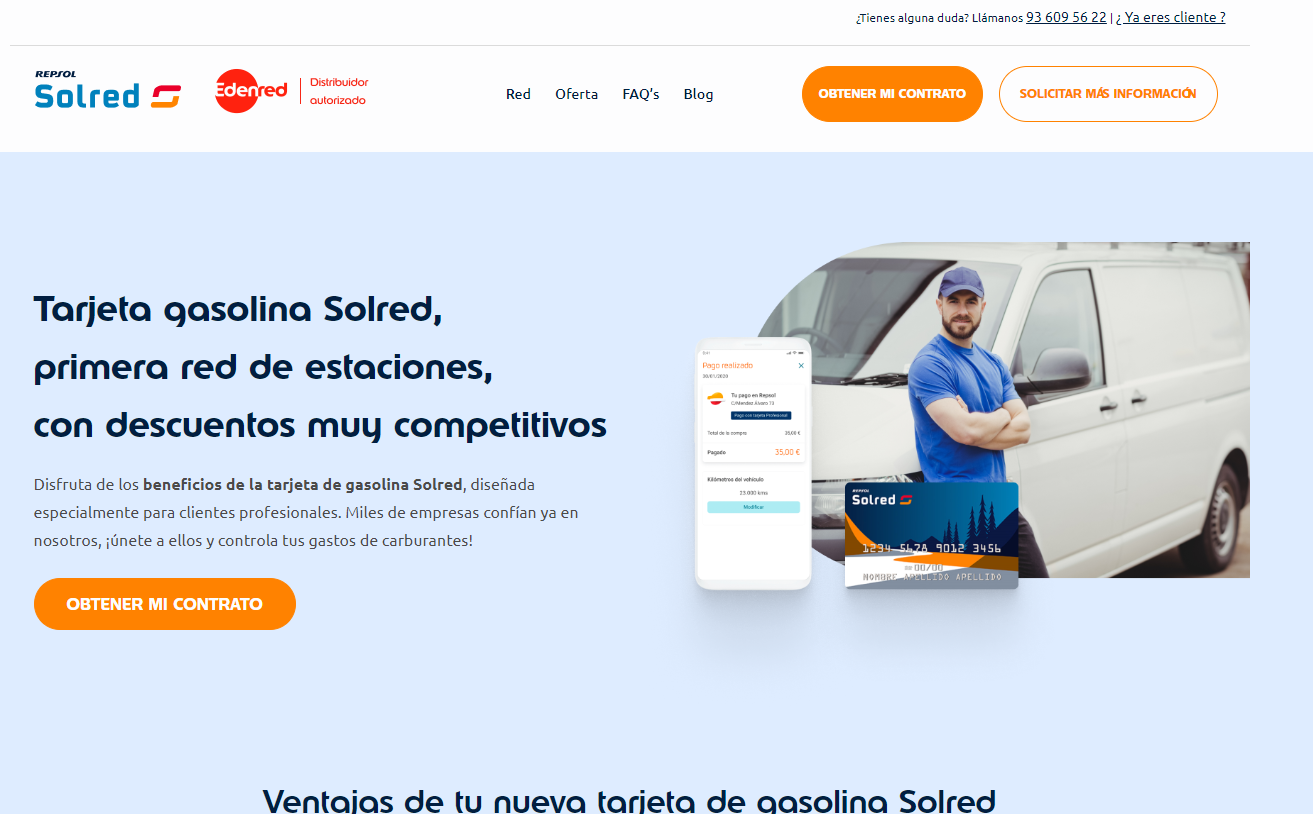 ¿Tienes alguna duda? Llámanos 93 609 56 22 | ¿ Ya eres cliente ?
REPSOL
Solred
Edenred
Distribuidor
autorizado
Red Oferta FAQ's Blog
OBTENER MI CONTRATO
SOLICITAR MÁS INFORMACIÓN
Tarjeta gasolina Solred,
primera red de estaciones,
con descuentos muy competitivos
Disfruta de los beneficios de la tarjeta de gasolina Solred, diseñada
especialmente para clientes profesionales. Miles de empresas confían ya en
nosotros, ¡únete a ellos y controla tus gastos de carburantes!
OBTENER MI CONTRATO
Pago realizado
30/01/2020
Tu pago en Repsol
C/Mendez Alvaro 73
Pago con tarjeta Profesional
Total de la compra 35,00 €
Pagado 35,00 €
Kilómetros del vehículo
23.000 kms
Modificar
REPSOL
Solred
1234 5678 9012 3456
00/00
NOMBRE APELLIDO APELLIDO
Ventajas de tu nueva tarjeta de gasolina Solred